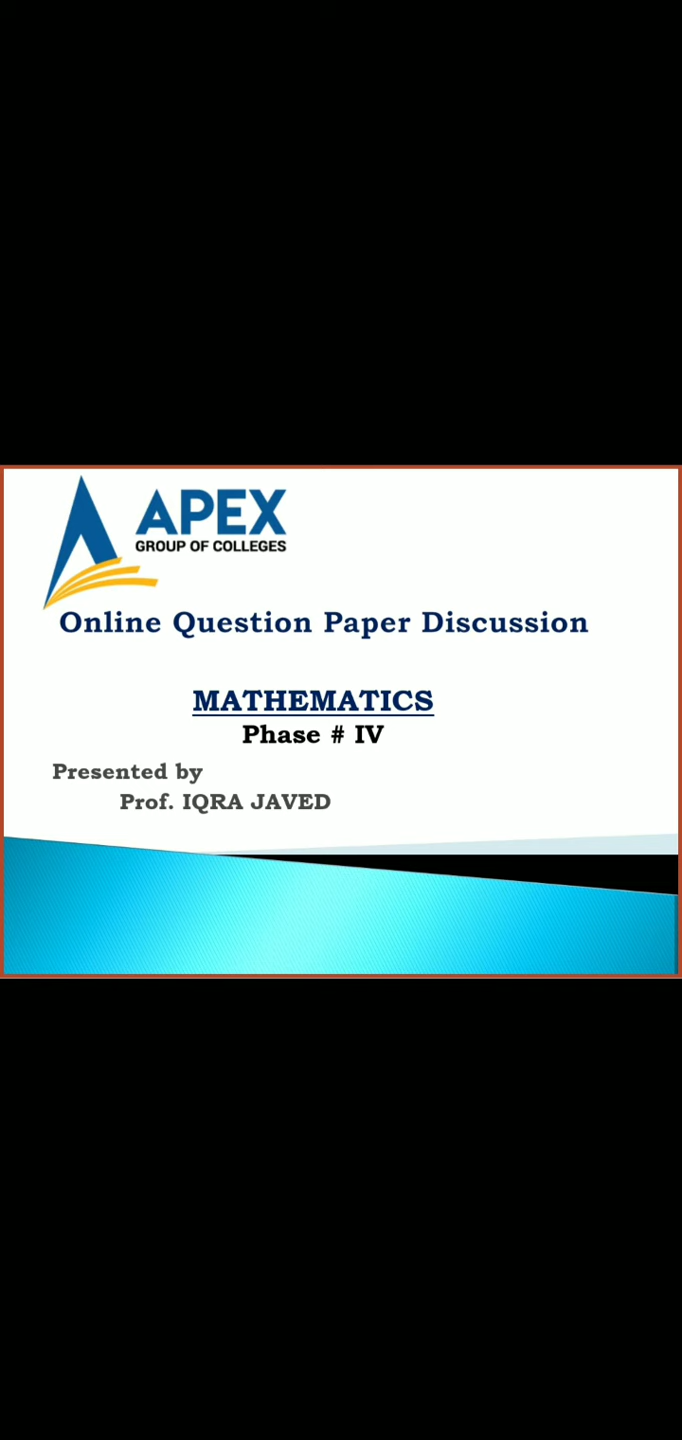 APEX
GROUP OF COLLEGES
Online Question Paper Discussion
MATHEMATICS
Phase # IV
Presented by
Prof. IQRA JAVED